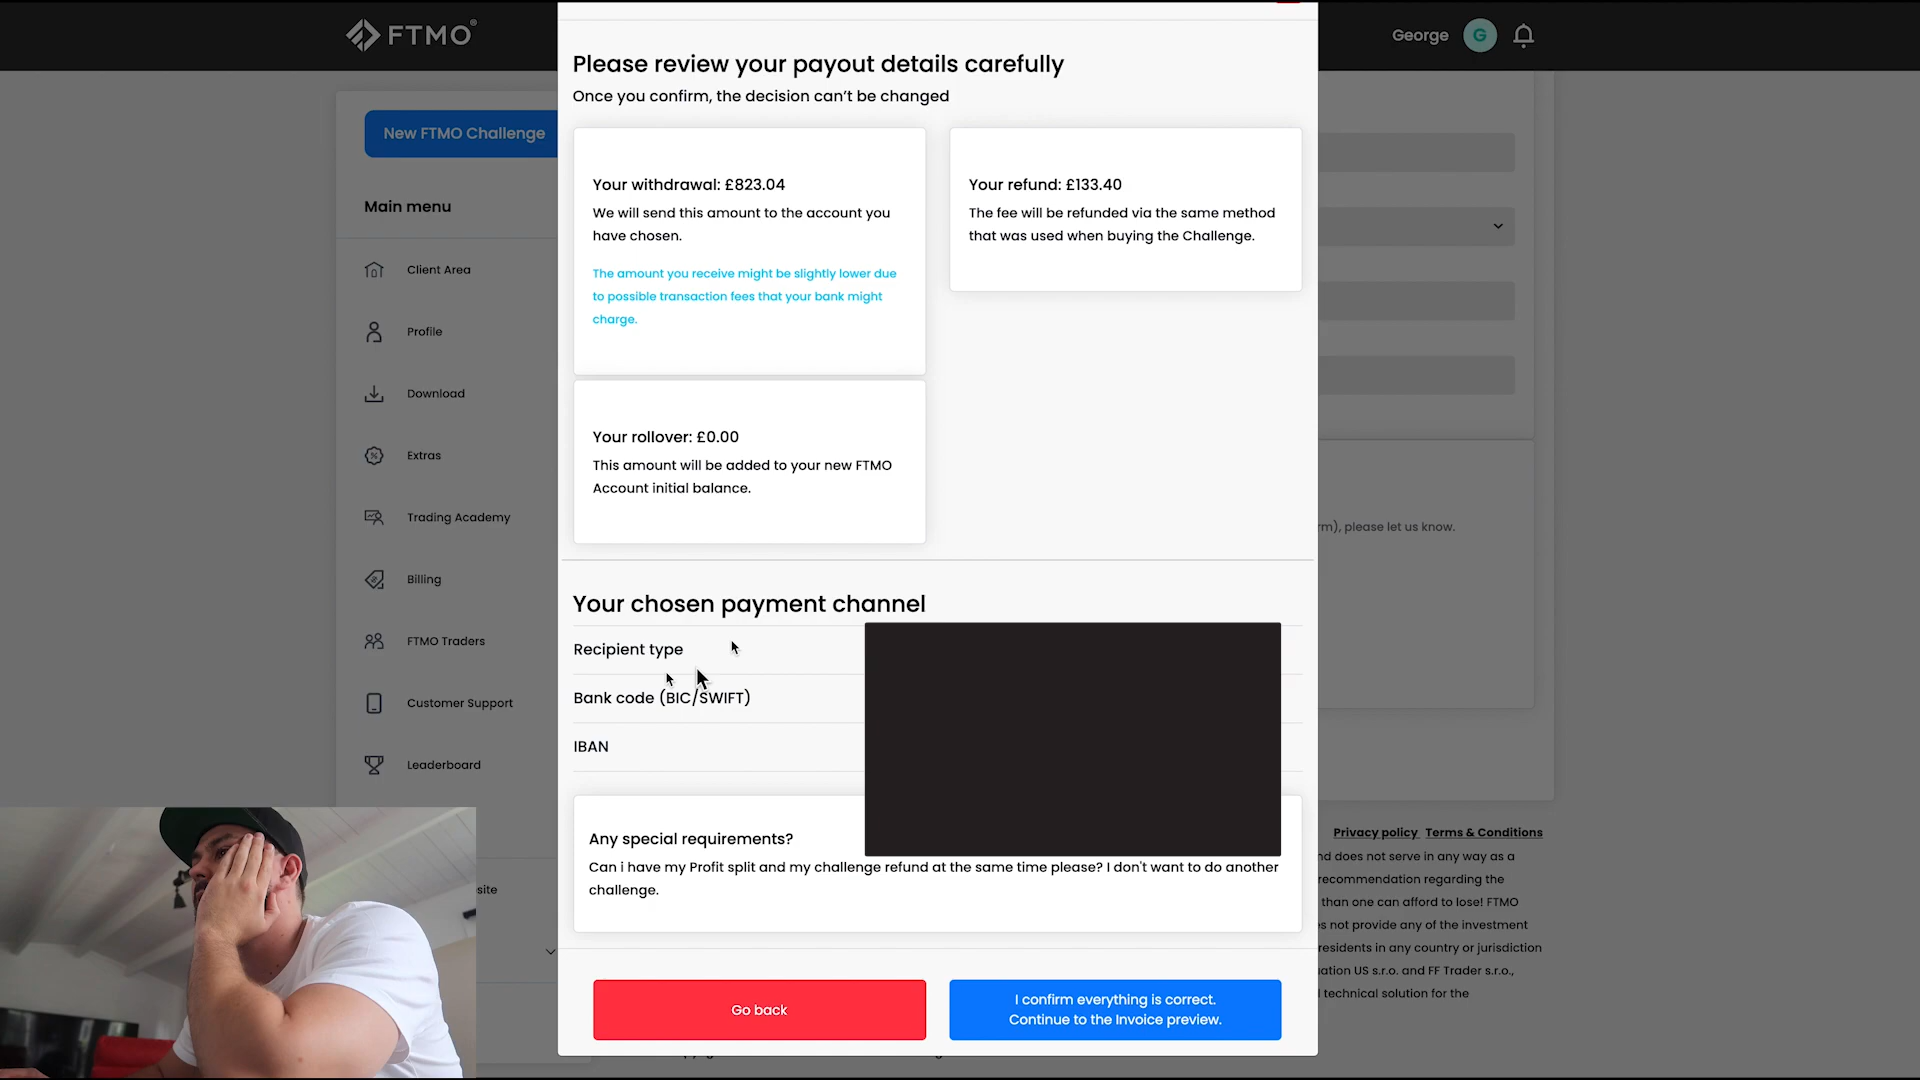 FTMO®
George
G
Please review your payout details carefully
Once you confirm, the decision can't be changed
New FTMO Challenge
Main menu
Client Area
Profile
Download
Extras
Trading Academy
Billing
FTMO Traders
Customer Support
Leaderboard
site
Your withdrawal: £823.04
We will send this amount to the account you
have chosen.
The amount you receive might be slightly lower due
to possible transaction fees that your bank might
charge.
Your refund: £133.40
The fee will be refunded via the same method
that was used when buying the Challenge.
Your rollover: £0.00
This amount will be added to your new FTMO
Account initial balance.
Your chosen payment channel
Recipient type
Bank code (BIC/SWIFT)
IBAN
Any special requirements?
Can i have my Profit split and my challenge refund at the same time please? I don't want to do another
challenge.
Go back
I confirm everything is correct.
Continue to the Invoice preview.
rm), please let us know.
Privacy policy Terms & Conditions
nd does not serve in any way as a
recommendation regarding the
than one can afford to lose! FTMO
s not provide any of the investment
residents in any country or jurisdiction
ation US s.r.o. and FF Trader s.r.o.,
technical solution for the